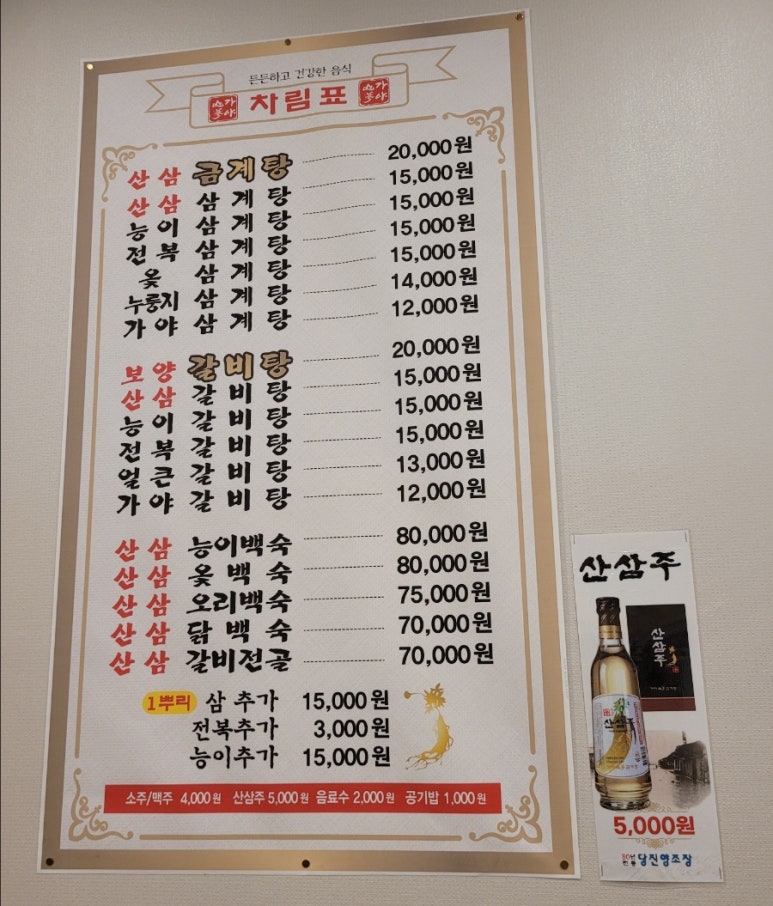 든든하고 건강한 음식
차림표
산삼 금계탕 20,000원
산삼 삼계탕 15,000원
능이 삼계탕 15,000원
전복 삼계탕 15,000원
옻 삼계탕 15,000원
누룽지 삼계탕 14,000원
가야 삼계탕 12,000원
보양 갈비탕 20,000원
산삼 갈비탕 15,000원
능이 갈비탕 15,000원
전복 갈비탕 15,000원
얼큰 갈비탕 13,000원
가야 갈비탕 12,000원
산삼 능이백숙 80,000원
산삼 옻백숙 80,000원
산삼 오리백숙 75,000원
산삼 닭백숙 70,000원
산삼 갈비전골 70,000원
1뿌리 삼 추가 15,000원
전복추가 3,000원
능이추가 15,000원
소주/맥주 4,000원 산삼주 5,000원 음료수 2,000원 공기밥 1,000원
산삼주
산삼주
산삼주
5,000원
당진양조장